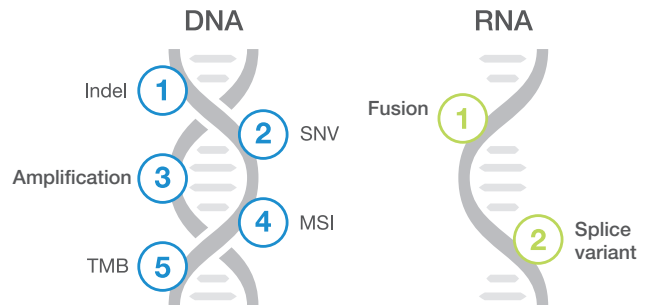 DNA
Indel 1
2 SNV
Amplification 3
4 MSI
TMB 5
RNA
Fusion 1
2 Splice
variant